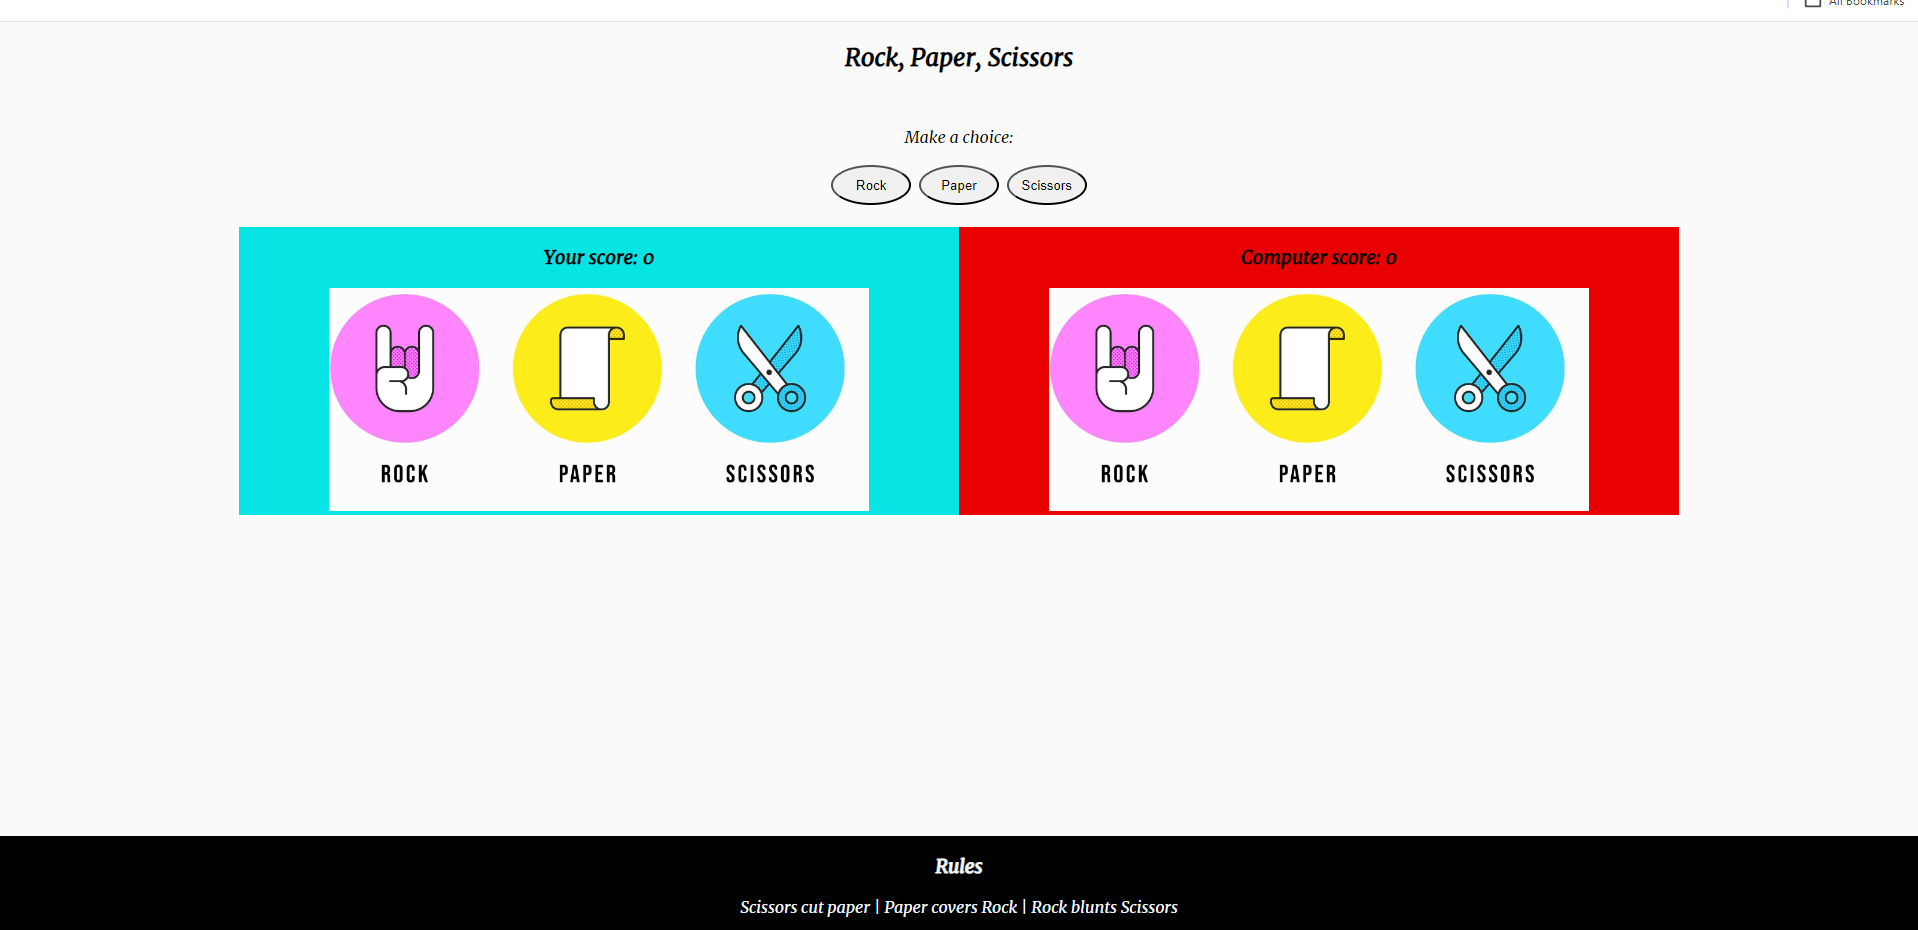 All Bookmarks
Rock, Paper, Scissors
Make a choice:
Rock Paper Scissors
Your score: 0
Computer score: 0
ROCK PAPER SCISSORS
ROCK PAPER SCISSORS
Rules
Scissors cut paper | Paper covers Rock | Rock blunts Scissors